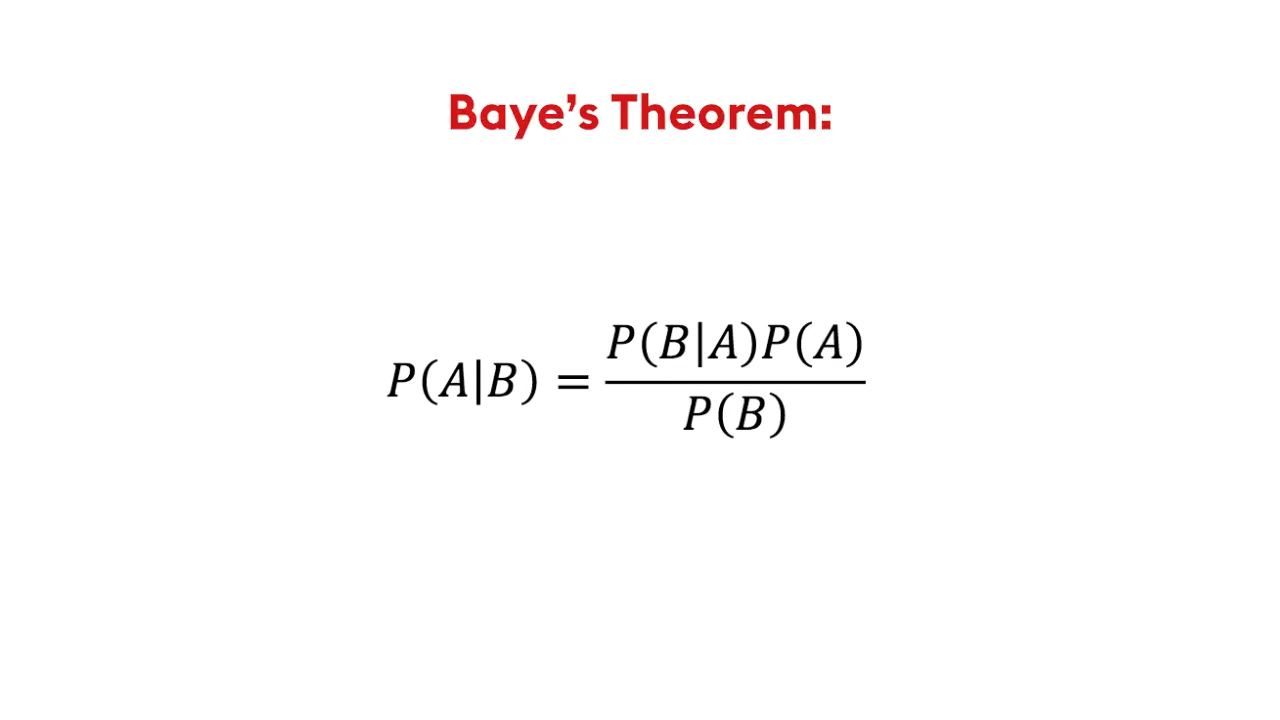 Baye’s Theorem:
P(A|B) = P(B|A)P(A) / P(B)